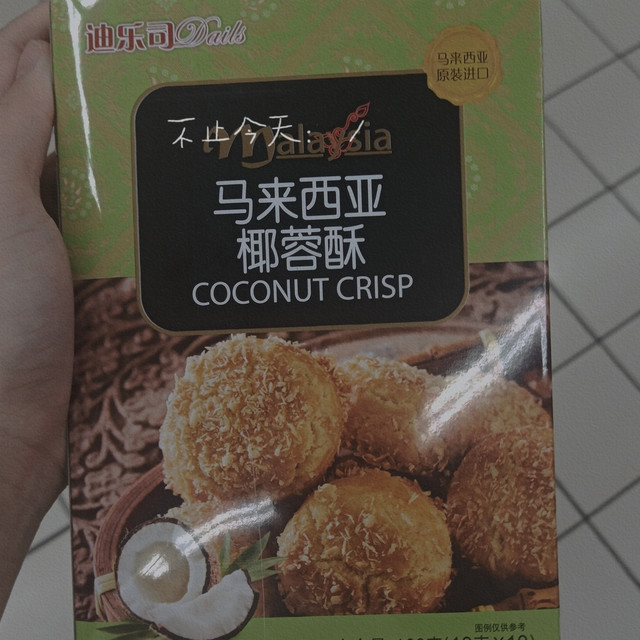 迪乐司Dails
马来西亚
原装进口
不止今天
Malaysia
马来西亚
椰蓉酥
COCONUT CRISP
图例仅供参考